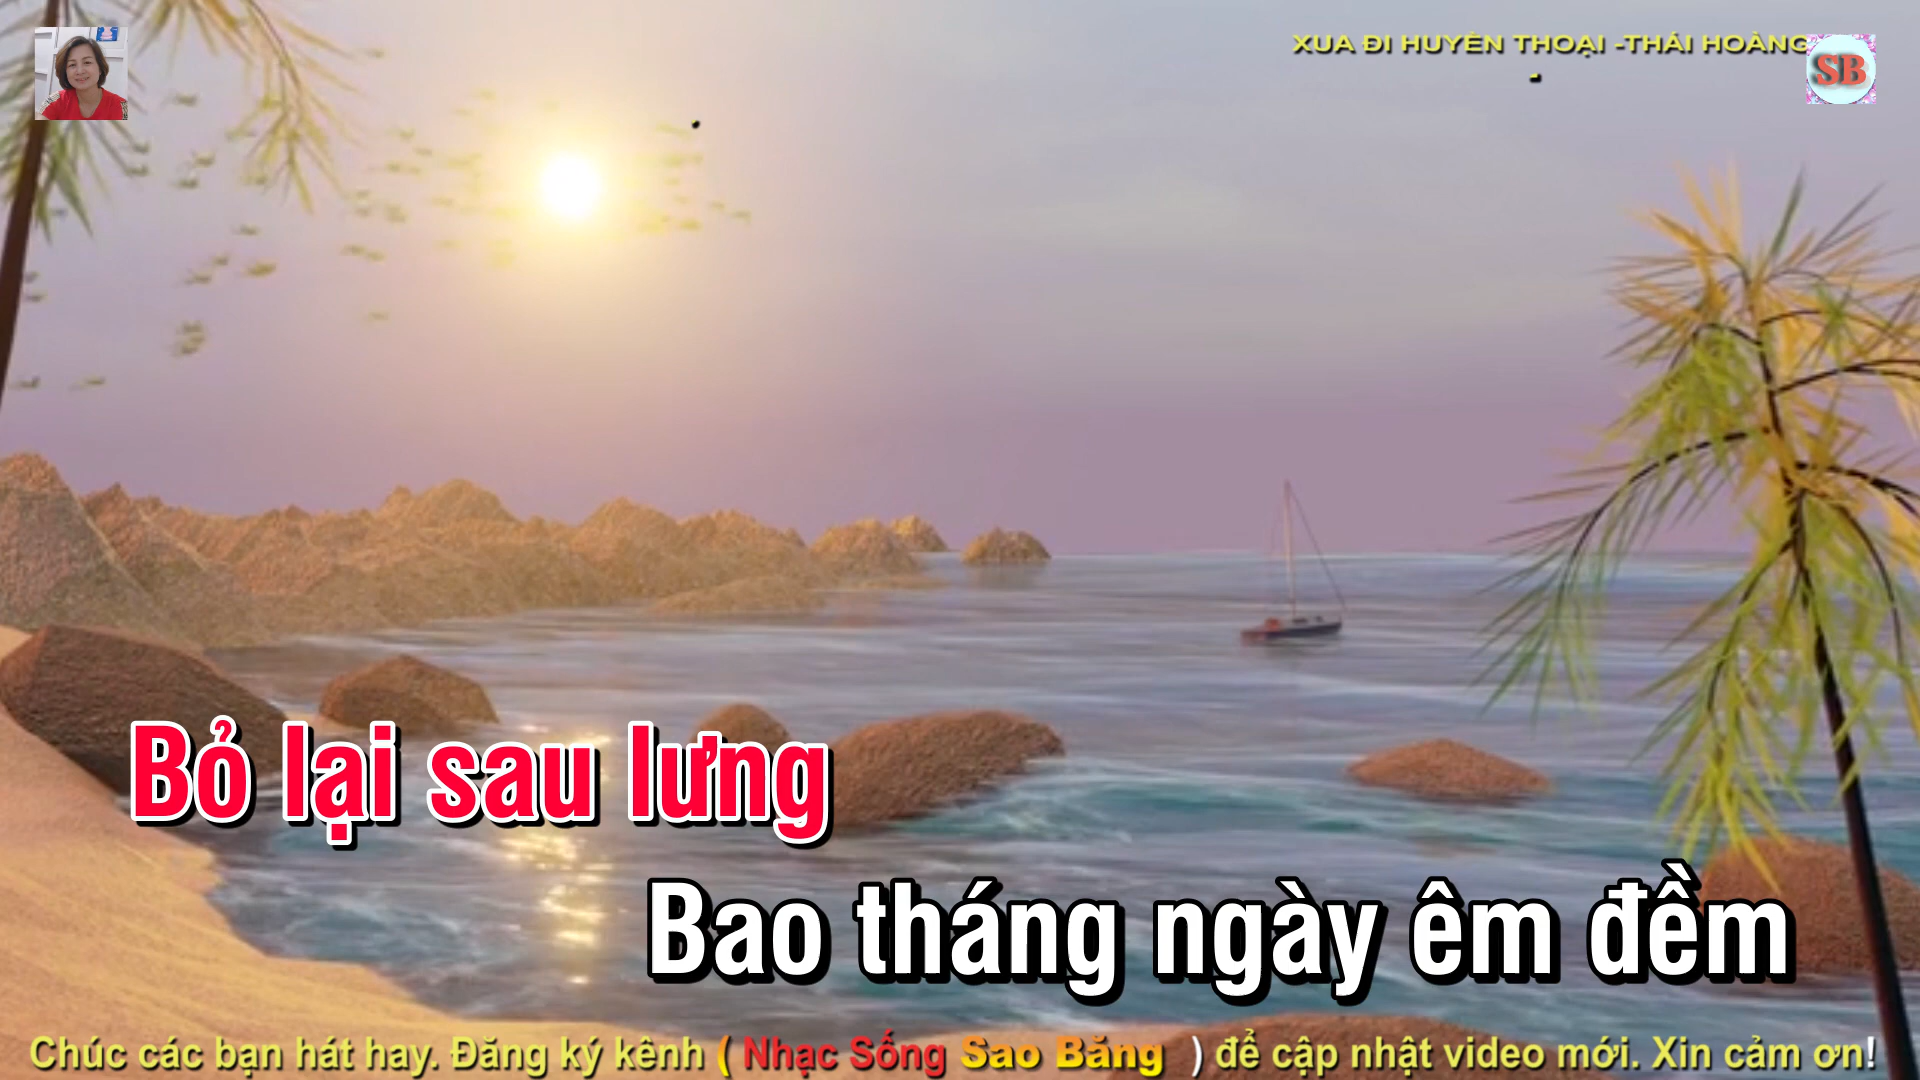 XUA ĐI HUYỀN THOẠI -THÁI HOÀNG
SB
Bỏ lại sau lưng
Bao tháng ngày êm đềm
Chúc các bạn hát hay. Đăng ký kênh ( Nhạc Sống Sao Băng ) để cập nhật video mới. Xin cảm ơn!